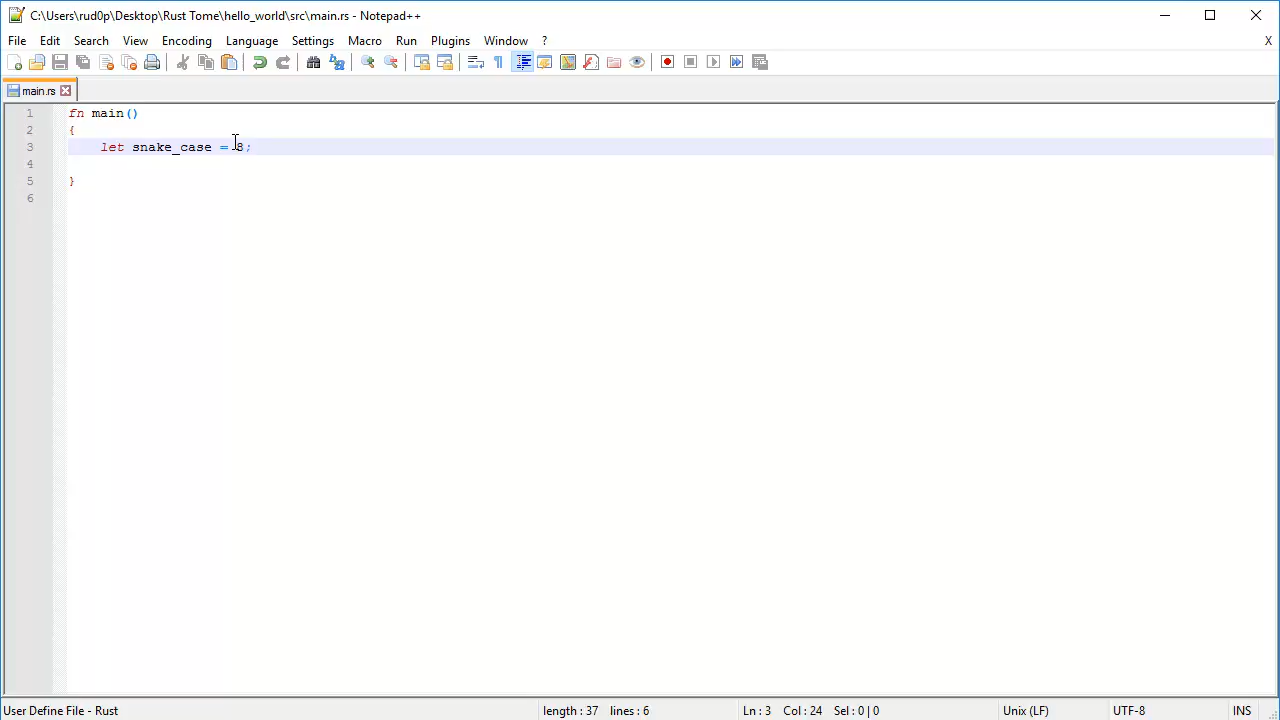 C:\Users\rud0p\Desktop\Rust Tome\hello_world\src\main.rs - Notepad++
File Edit Search View Encoding Language Settings Macro Run Plugins Window ? X
main.rs
1 fn main()
2 {
3 let snake_case = 8;
4
5 }
6
User Define File - Rust length : 37 lines : 6 Ln : 3 Col : 24 Sel : 0 | 0 Unix (LF) UTF-8 INS